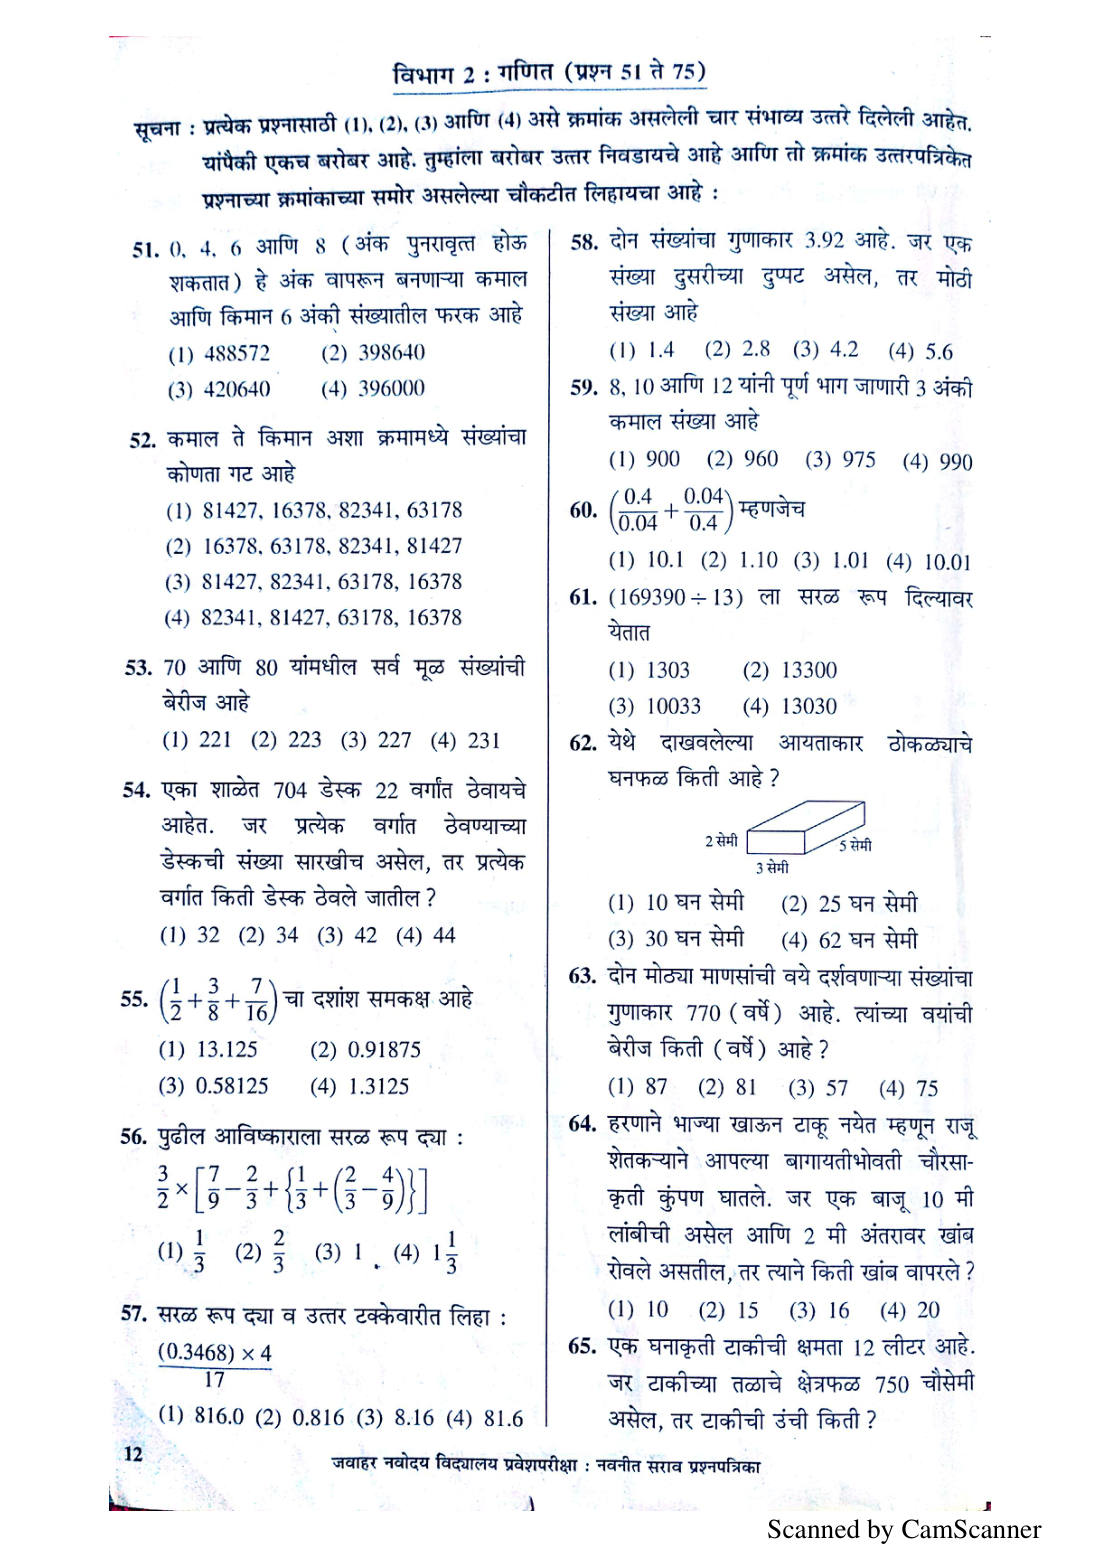 विभाग 2 : गणित (प्रश्न 51 ते 75)
सूचना : प्रत्येक प्रश्नासाठी (1), (2), (3) आणि (4) असे क्रमांक असलेली चार संभाव्य उत्तरे दिलेली आहेत.
यांपैकी एकच बरोबर आहे. तुम्हांला बरोबर उत्तर निवडायचे आहे आणि तो क्रमांक उत्तरपत्रिकेत
प्रश्नाच्या क्रमांकाच्या समोर असलेल्या चौकटीत लिहायचा आहे :
51. 0, 4, 6 आणि 8 (अंक पुनरावृत्त होऊ
शकतात) हे अंक वापरून बनणाऱ्या कमाल
आणि किमान 6 अंकी संख्यातील फरक आहे
(1) 488572 (2) 398640
(3) 420640 (4) 396000
52. कमाल ते किमान अशा क्रमामध्ये संख्यांचा
कोणता गट आहे
(1) 81427, 16378, 82341, 63178
(2) 16378, 63178, 82341, 81427
(3) 81427, 82341, 63178, 16378
(4) 82341, 81427, 63178, 16378
53. 70 आणि 80 यांमधील सर्व मूळ संख्यांची
बेरीज आहे
(1) 221 (2) 223 (3) 227 (4) 231
54. एका शाळेत 704 डेस्क 22 वर्गांत ठेवायचे
आहेत. जर प्रत्येक वर्गात ठेवण्याच्या
डेस्कची संख्या सारखीच असेल, तर प्रत्येक
वर्गात किती डेस्क ठेवले जातील ?
(1) 32 (2) 34 (3) 42 (4) 44
55. (1/2 + 3/8 + 7/16) चा दशांश समकक्ष आहे
(1) 13.125 (2) 0.91875
(3) 0.58125 (4) 1.3125
56. पुढील आविष्काराला सरळ रूप द्या :
3/2 × [7/9 − 2/3 + {1/3 + (2/3 − 4/9)}]
(1) 1/3 (2) 2/3 (3) 1 (4) 1 1/3
57. सरळ रूप द्या व उत्तर टक्केवारीत लिहा :
(0.3468) × 4
17
(1) 816.0 (2) 0.816 (3) 8.16 (4) 81.6
58. दोन संख्यांचा गुणाकार 3.92 आहे. जर एक
संख्या दुसरीच्या दुप्पट असेल, तर मोठी
संख्या आहे
(1) 1.4 (2) 2.8 (3) 4.2 (4) 5.6
59. 8, 10 आणि 12 यांनी पूर्ण भाग जाणारी 3 अंकी
कमाल संख्या आहे
(1) 900 (2) 960 (3) 975 (4) 990
60. (0.4/0.04 + 0.04/0.4) म्हणजेच
(1) 10.1 (2) 1.10 (3) 1.01 (4) 10.01
61. (169390 ÷ 13) ला सरळ रूप दिल्यावर
येतात
(1) 1303 (2) 13300
(3) 10033 (4) 13030
62. येथे दाखवलेल्या आयताकार ठोकळ्याचे
घनफळ किती आहे ?
2 सेमी
5 सेमी
3 सेमी
(1) 10 घन सेमी (2) 25 घन सेमी
(3) 30 घन सेमी (4) 62 घन सेमी
63. दोन मोठ्या माणसांची वये दर्शवणाऱ्या संख्यांचा
गुणाकार 770 (वर्षे) आहे. त्यांच्या वयांची
बेरीज किती (वर्षे) आहे ?
(1) 87 (2) 81 (3) 57 (4) 75
64. हरणाने भाज्या खाऊन टाकू नयेत म्हणून राजू
शेतकऱ्याने आपल्या बागायतीभोवती चौरसा-
कृती कुंपण घातले. जर एक बाजू 10 मी
लांबीची असेल आणि 2 मी अंतरावर खांब
रोवले असतील, तर त्याने किती खांब वापरले ?
(1) 10 (2) 15 (3) 16 (4) 20
65. एक घनाकृती टाकीची क्षमता 12 लीटर आहे.
जर टाकीच्या तळाचे क्षेत्रफळ 750 चौसेमी
असेल, तर टाकीची उंची किती ?
12
जवाहर नवोदय विद्यालय प्रवेशपरीक्षा : नवनीत सराव प्रश्नपत्रिका
Scanned by CamScanner